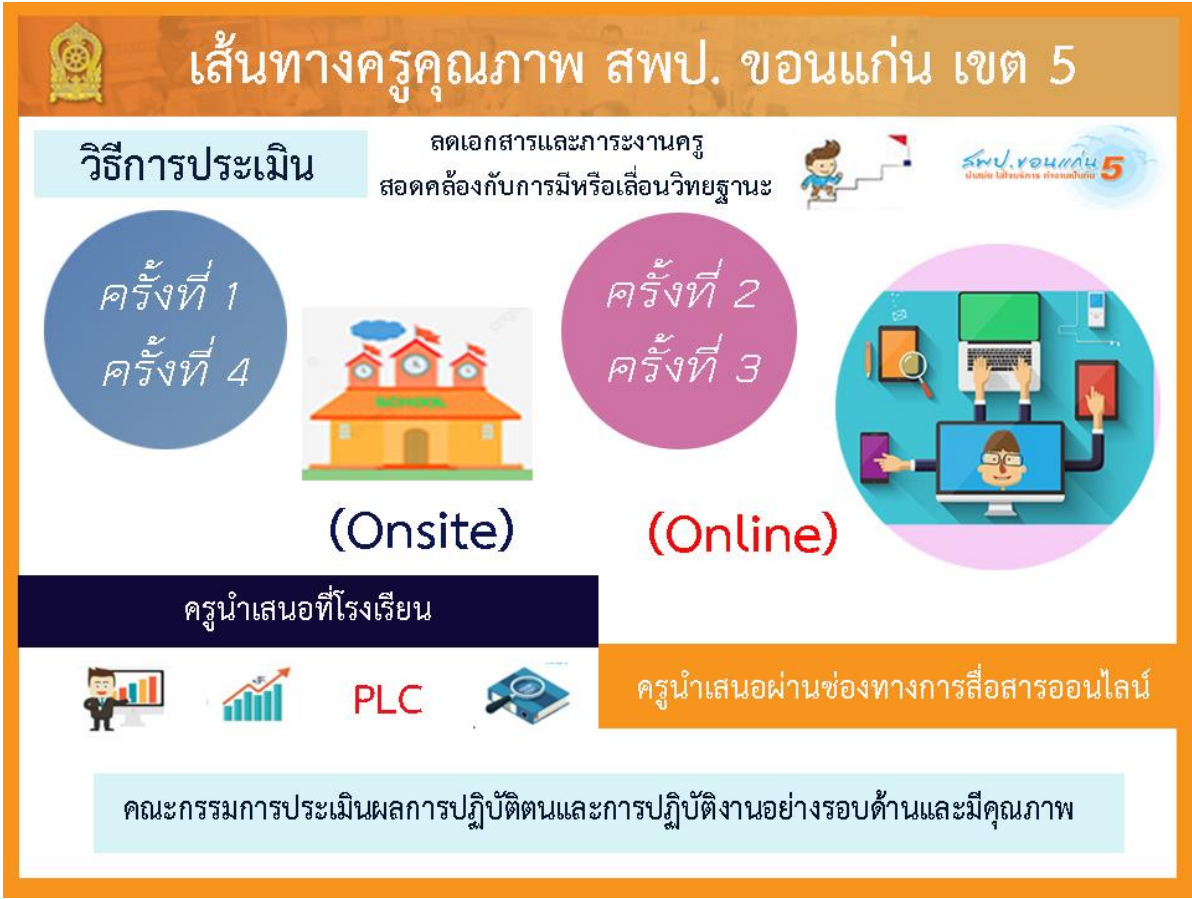 เส้นทางครูคุณภาพ สพป. ขอนแก่น เขต 5
วิธีการประเมิน
ลดเอกสารและภาระงานครู
สอดคล้องกับการมีหรือเลื่อนวิทยฐานะ
สพป.ขอนแก่น 5
ครั้งที่ 1
ครั้งที่ 4
SCHOOL
(Onsite)
ครั้งที่ 2
ครั้งที่ 3
(Online)
ครูนำเสนอที่โรงเรียน
PLC
ครูนำเสนอผ่านช่องทางการสื่อสารออนไลน์
คณะกรรมการประเมินผลการปฏิบัติตนและการปฏิบัติงานอย่างรอบด้านและมีคุณภาพ